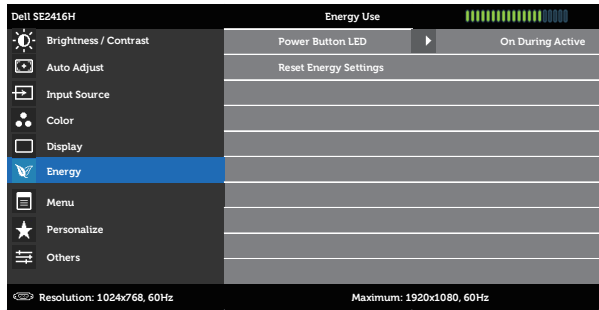 Dell SE2416H Energy Use
Brightness / Contrast Power Button LED On During Active
Auto Adjust Reset Energy Settings
Input Source
Color
Display
Energy
Menu
Personalize
Others
Resolution: 1024x768, 60Hz Maximum: 1920x1080, 60Hz